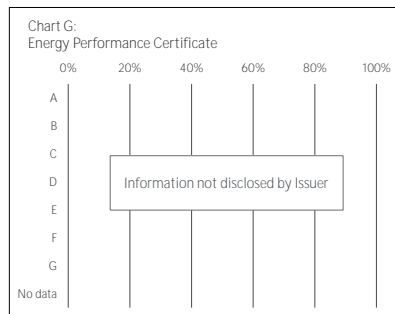 Chart G:
Energy Performance Certificate
0% 20% 40% 60% 80% 100%
A
B
C
D
Information not disclosed by Issuer
E
F
G
No data